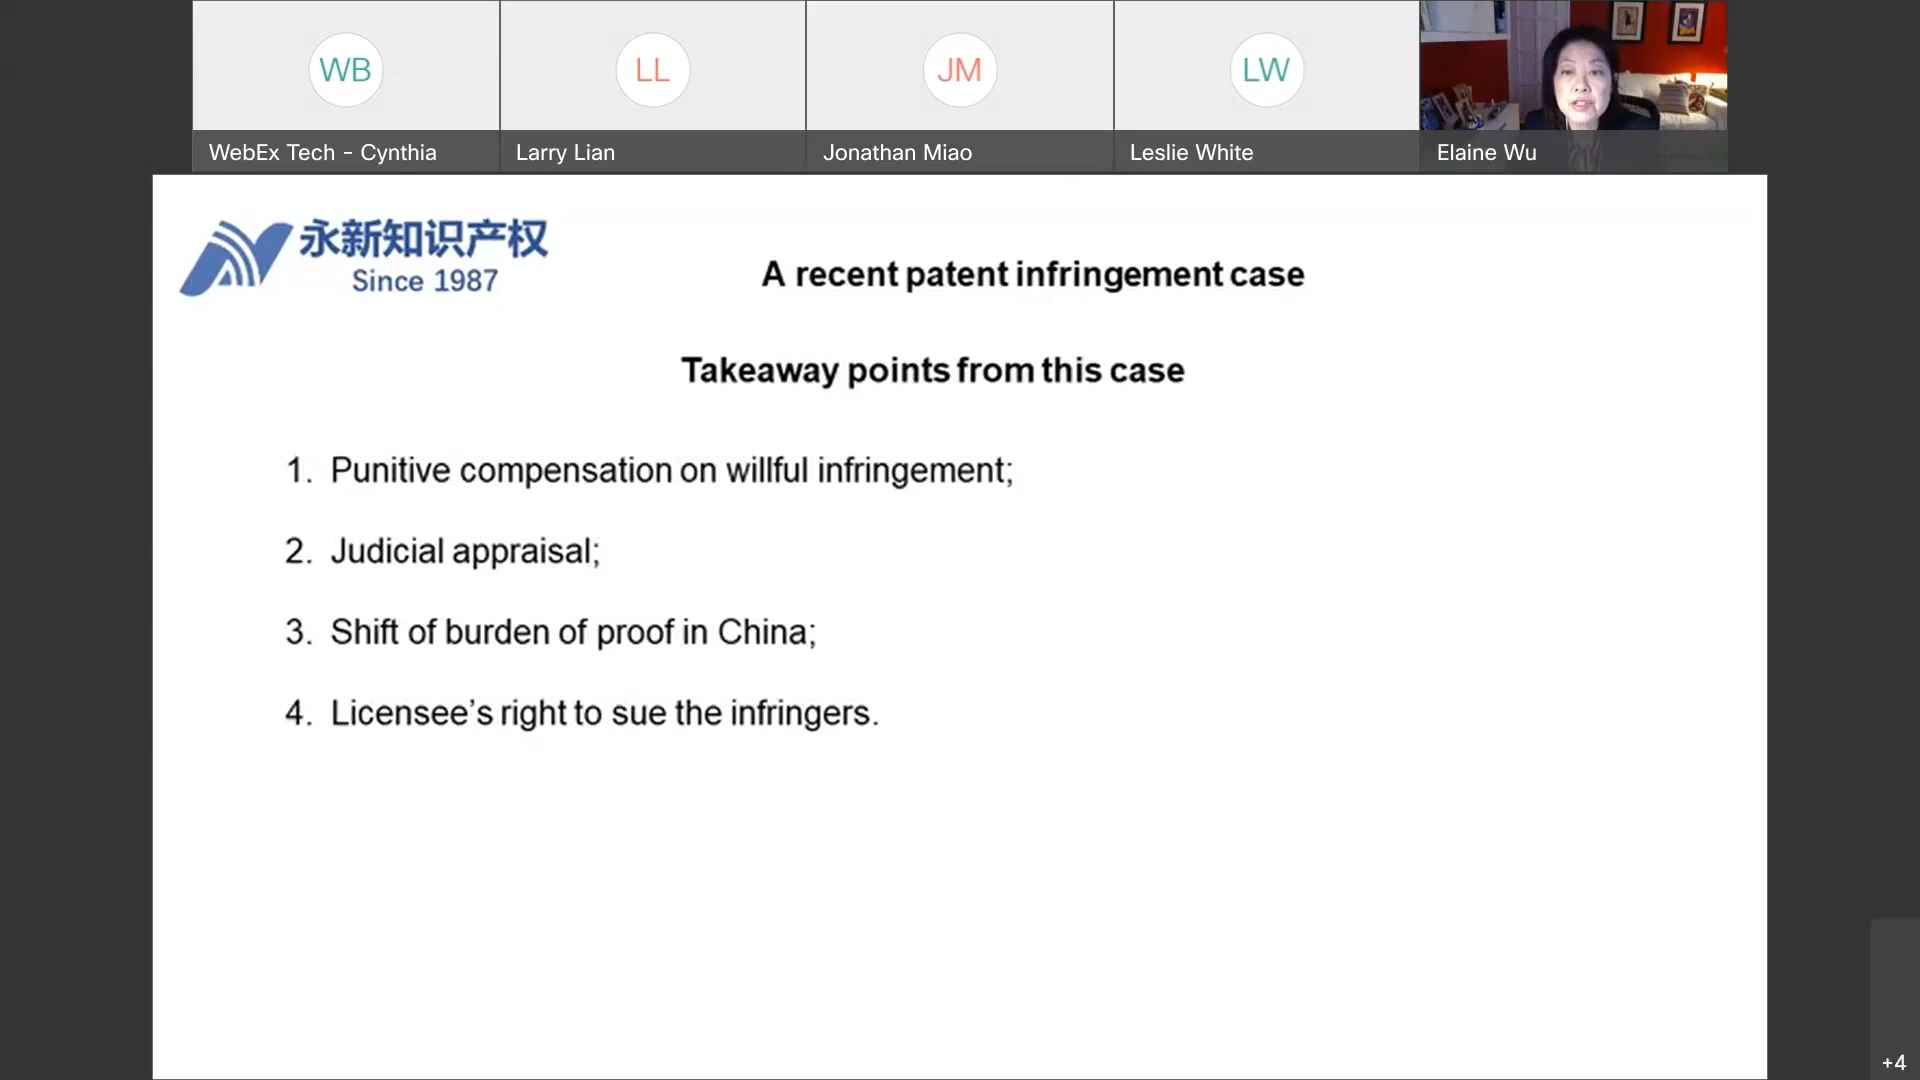 WB
LL
JM
LW
WebEx Tech - Cynthia
Larry Lian
Jonathan Miao
Leslie White
Elaine Wu
永新知识产权
Since 1987
A recent patent infringement case
Takeaway points from this case
1. Punitive compensation on willful infringement;
2. Judicial appraisal;
3. Shift of burden of proof in China;
4. Licensee’s right to sue the infringers.
+4